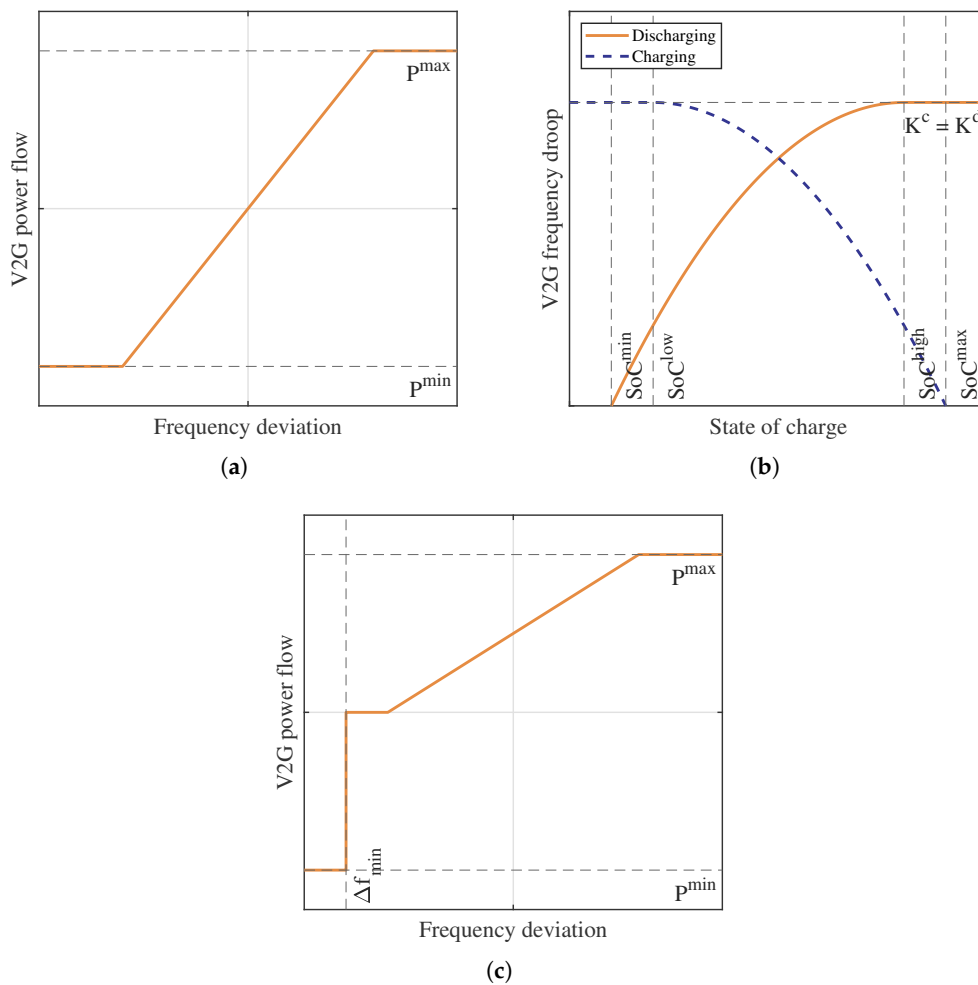 P^max
V2G power flow
P^min
Frequency deviation
(a)
Discharging
Charging
K^c = K^d
V2G frequency droop
SoC^min
SoC^low
SoC^high
SoC^max
State of charge
(b)
P^max
V2G power flow
Δf_min
P^min
Frequency deviation
(c)